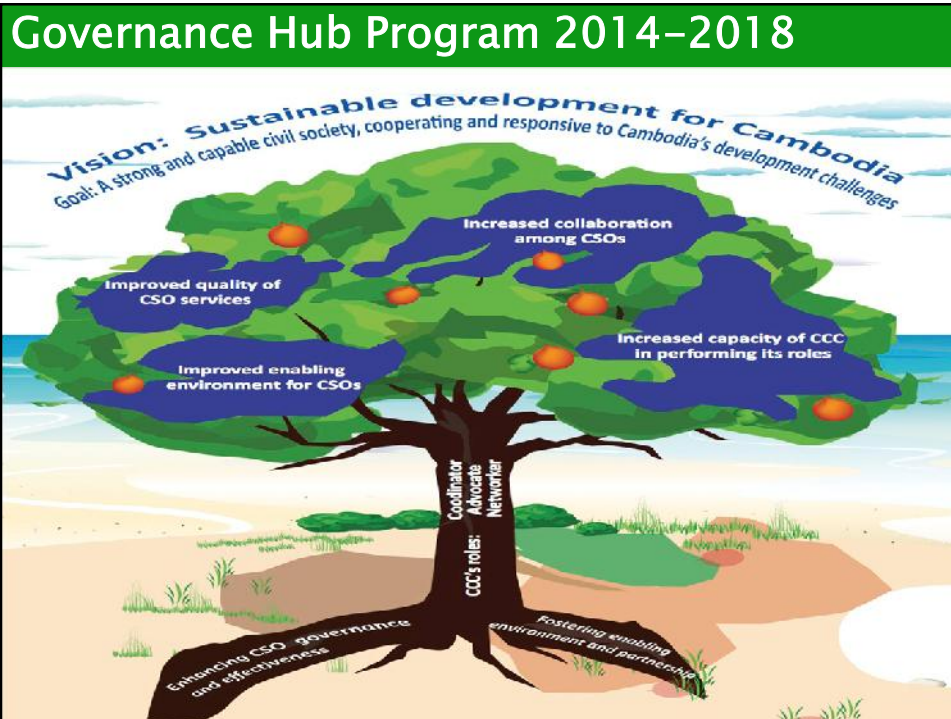 Governance Hub Program 2014-2018
Vision: Sustainable development for Cambodia
Goal: A strong and capable civil society, cooperating and responsive to Cambodia's development challenges
Increased collaboration
among CSOs
Improved quality of
CSO services
Increased capacity of CCC
in performing its roles
Improved enabling
environment for CSOs
CCC's roles:
Coodinator
Advocate
Networker
Enhancing CSO governance
and effectiveness
Fostering enabling
environment and partnership